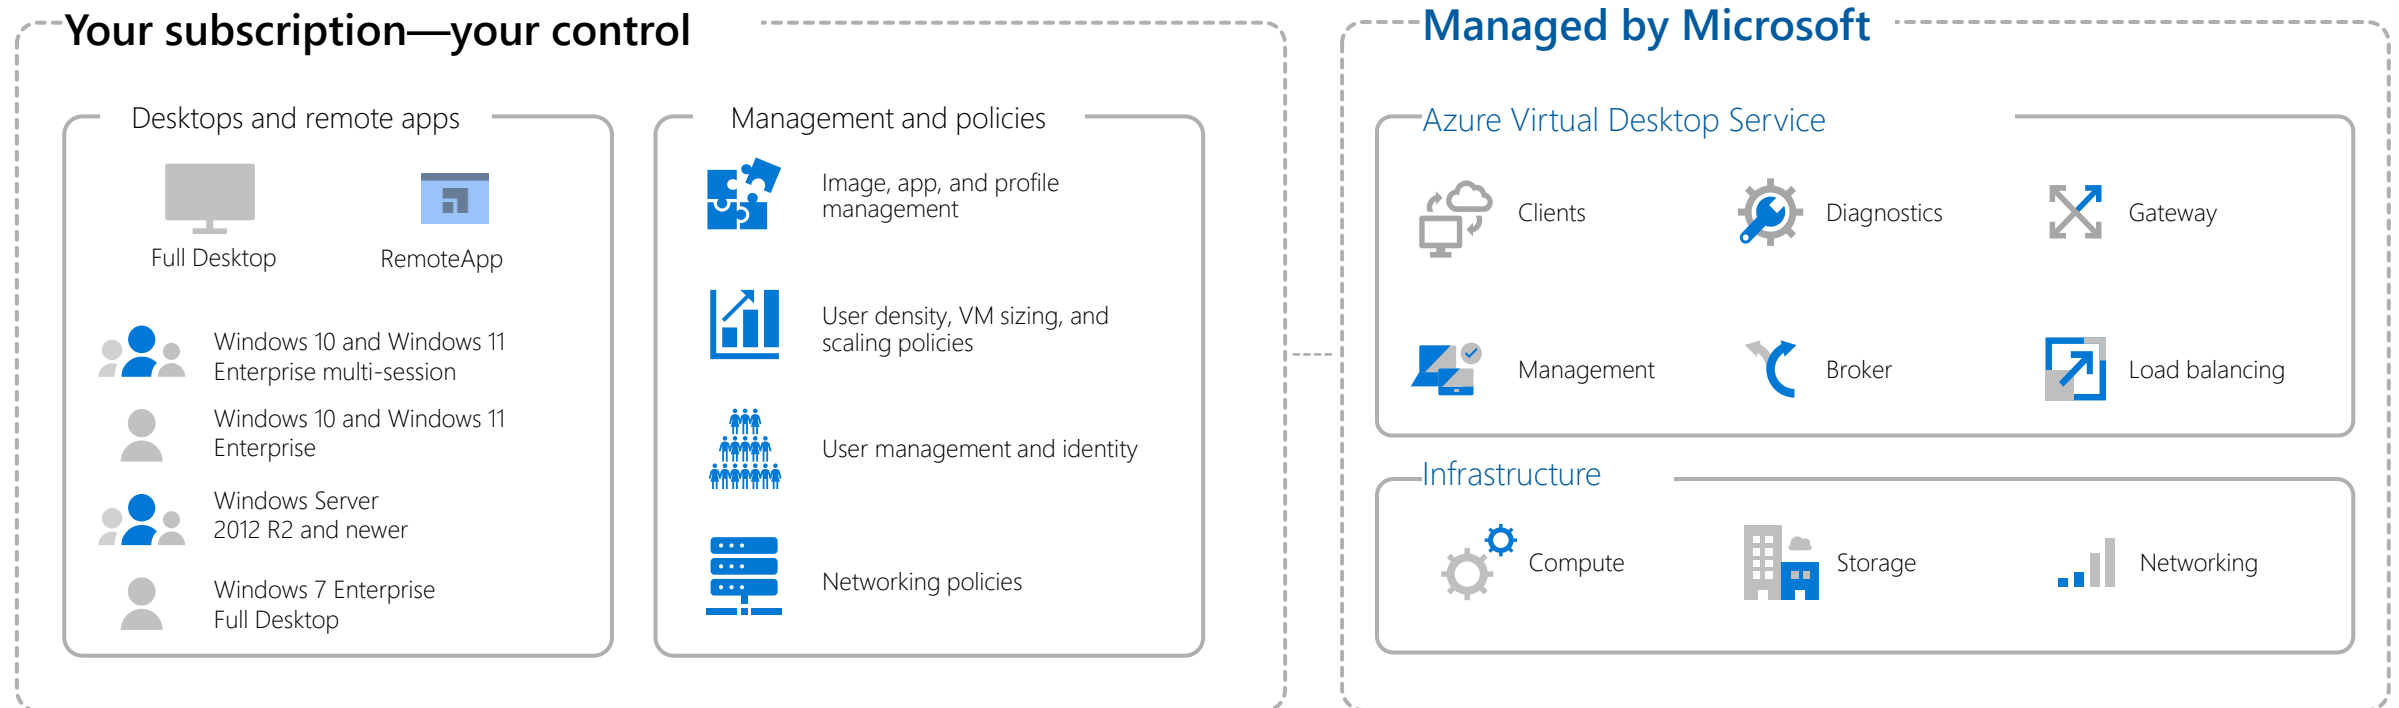 Your subscription—your control
Desktops and remote apps
Full Desktop
RemoteApp
Windows 10 and Windows 11
Enterprise multi-session
Windows 10 and Windows 11
Enterprise
Windows Server
2012 R2 and newer
Windows 7 Enterprise
Full Desktop
Management and policies
Image, app, and profile
management
User density, VM sizing, and
scaling policies
User management and identity
Networking policies
Managed by Microsoft
Azure Virtual Desktop Service
Clients
Diagnostics
Gateway
Management
Broker
Load balancing
Infrastructure
Compute
Storage
Networking